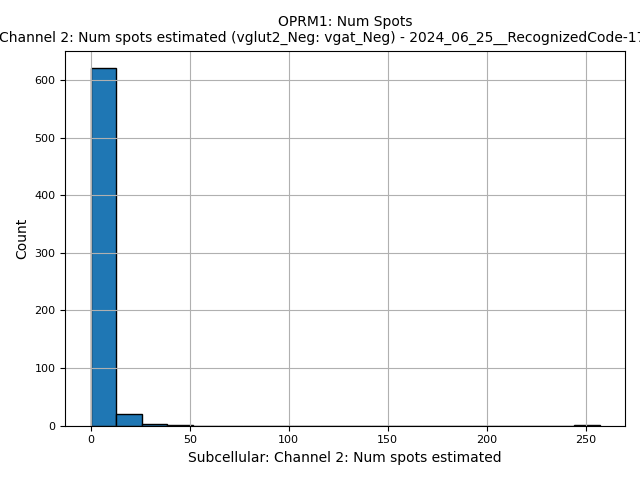 OPRM1: Num Spots
Channel 2: Num spots estimated (vglut2_Neg: vgat_Neg) - 2024_06_25__RecognizedCode-17
600
500
400
300
200
100
0
Count
0 50 100 150 200 250
Subcellular: Channel 2: Num spots estimated